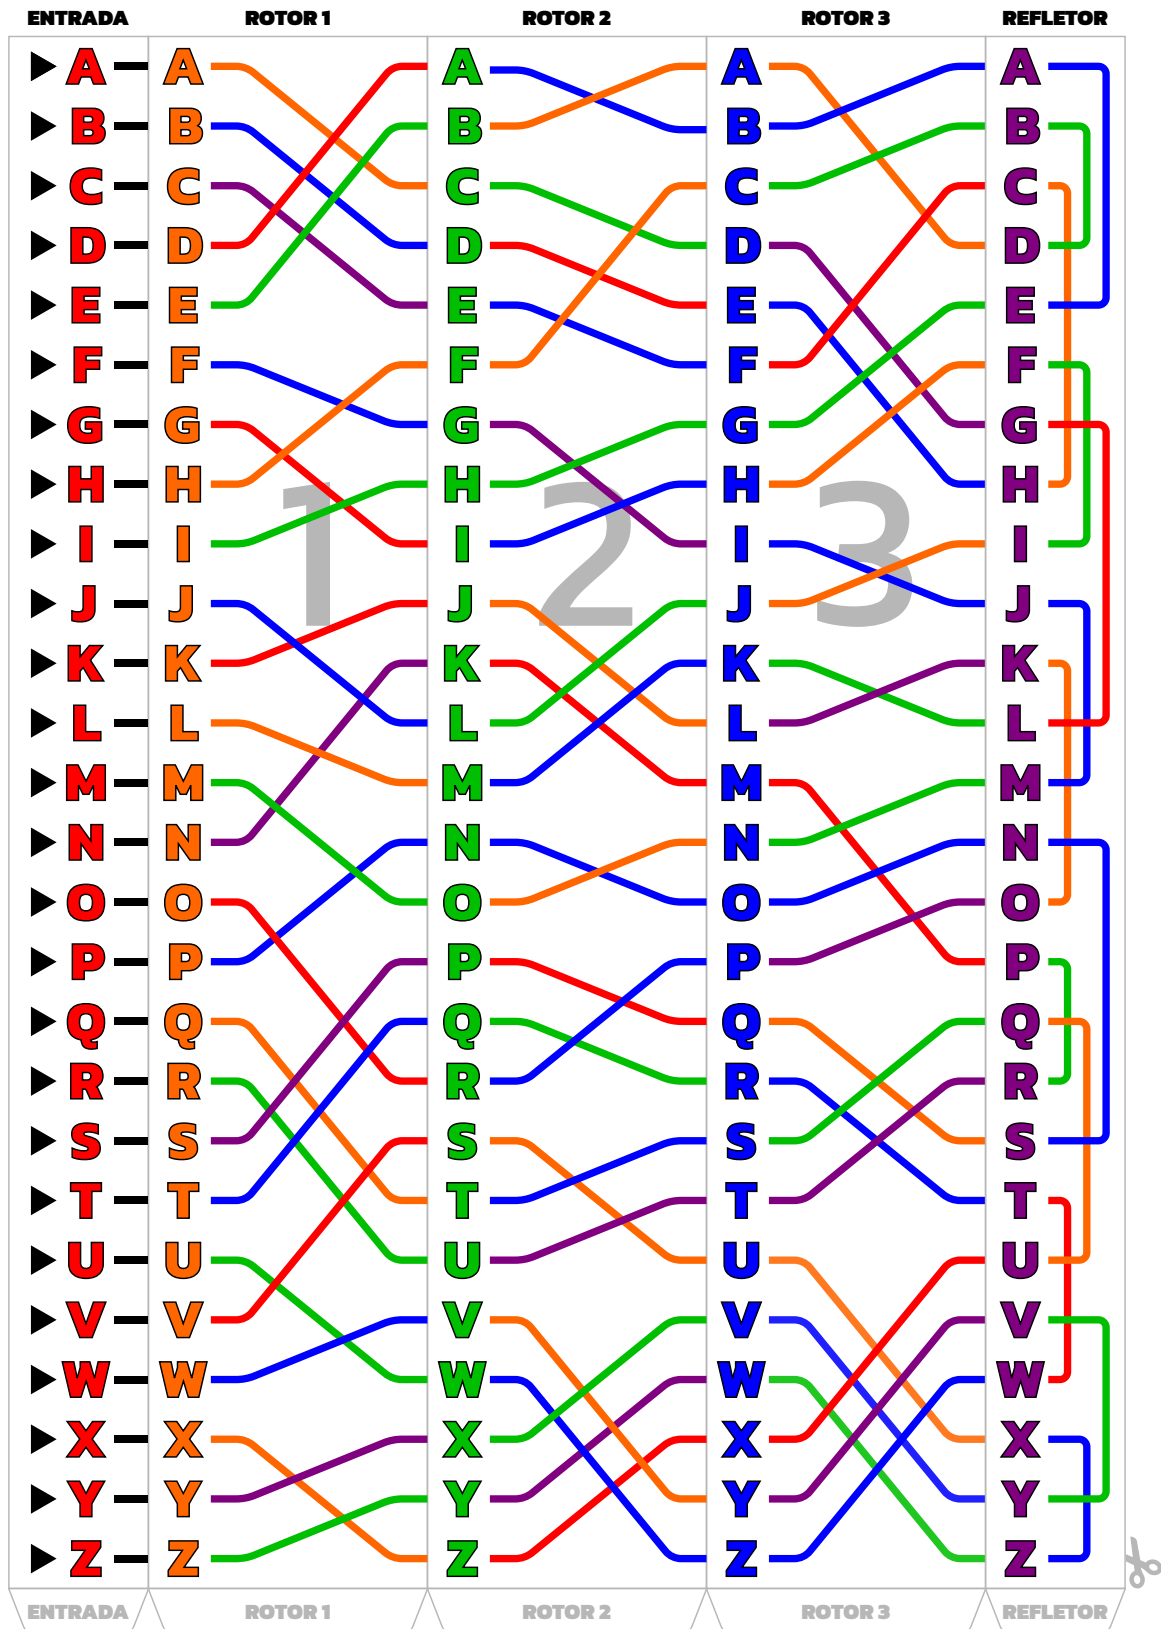 ENTRADA ROTOR 1 ROTOR 2 ROTOR 3 REFLETOR
A A A A A
B B B B B
C C C C C
D D D D D
E E E E E
F F F F F
G G G G G
H H H H H
I I I I I
J J J J J
K K K K K
L L L L L
M M M M M
N N N N N
O O O O O
P P P P P
Q Q Q Q Q
R R R R R
S S S S S
T T T T T
U U U U U
V V V V V
W W W W W
X X X X X
Y Y Y Y Y
Z Z Z Z Z
1 2 3
ENTRADA ROTOR 1 ROTOR 2 ROTOR 3 REFLETOR